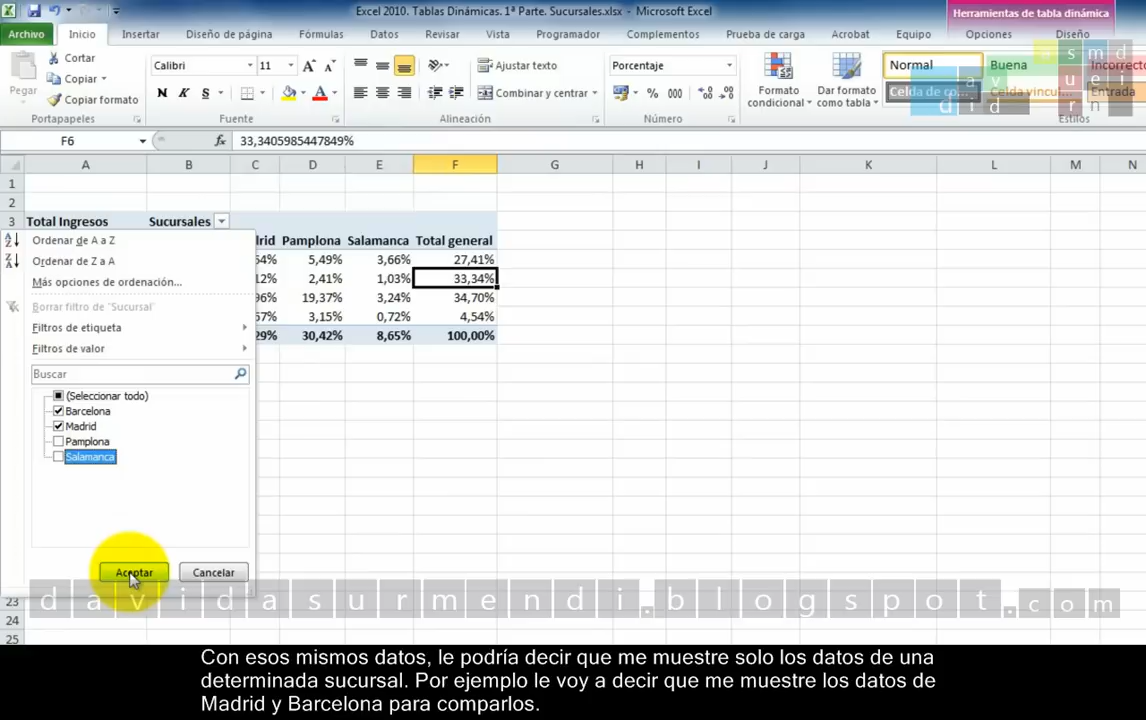 Excel 2010. Tablas Dinámicas. 1ª Parte. Sucursales.xlsx - Microsoft Excel
Herramientas de tabla dinámica
Archivo Inicio Insertar Diseño de página Fórmulas Datos Revisar Vista Programador Complementos Prueba de carga Acrobat Equipo Opciones Diseño
Cortar
Copiar
Copiar formato
Pegar
Portapapeles
Calibri 11
N K S
Fuente
Ajustar texto
Combinar y centrar
Alineación
Porcentaje
% 000
Número
Formato condicional
Dar formato como tabla
Normal Buena Incorrecto
Celda de co... Celda vincul... Entrada
Estilos
F6 fx 33,3405985447849%
A B C D E F G H I J K L M N
1
2
3 Total Ingresos Sucursales
rid Pamplona Salamanca Total general
64% 5,49% 3,66% 27,41%
12% 2,41% 1,03% 33,34%
96% 19,37% 3,24% 34,70%
67% 3,15% 0,72% 4,54%
29% 30,42% 8,65% 100,00%
Ordenar de A a Z
Ordenar de Z a A
Más opciones de ordenación...
Borrar filtro de "Sucursal"
Filtros de etiqueta
Filtros de valor
Buscar
(Seleccionar todo)
Barcelona
Madrid
Pamplona
Salamanca
Aceptar Cancelar
davidasurmendi.blogspot.com
23
24
25
Con esos mismos datos, le podría decir que me muestre solo los datos de una
determinada sucursal. Por ejemplo le voy a decir que me muestre los datos de
Madrid y Barcelona para comparlos.